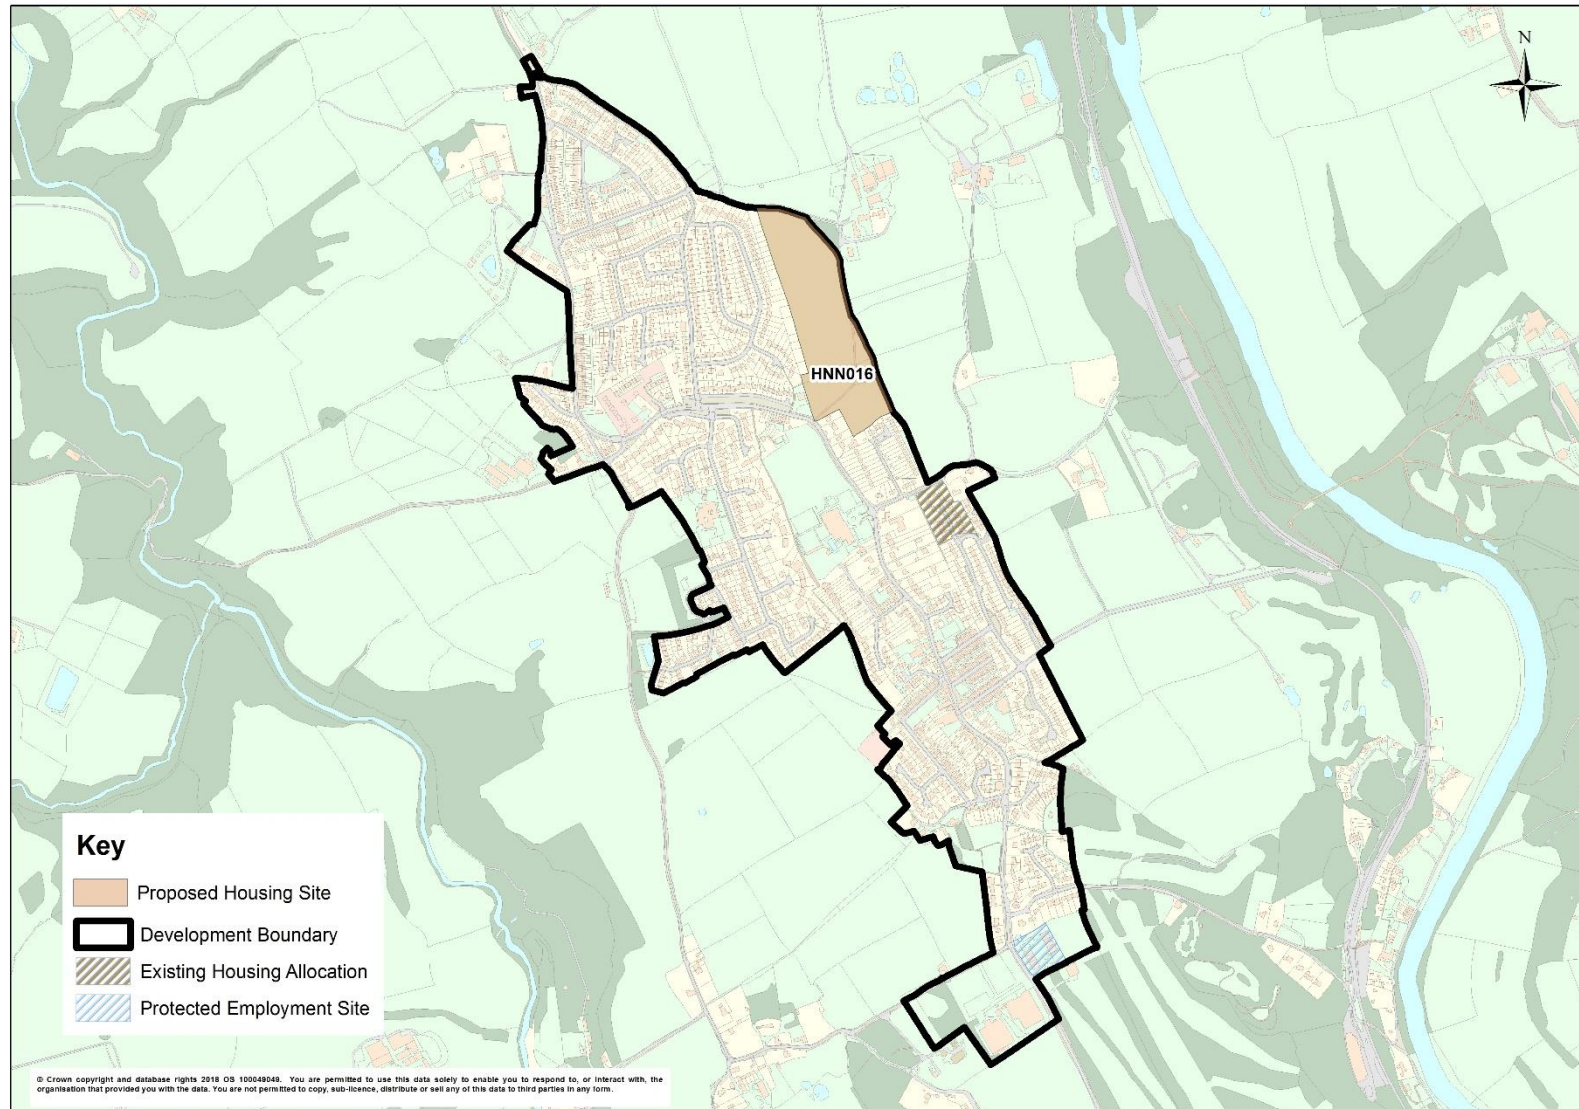 N
HNN016
Key
Proposed Housing Site
Development Boundary
Existing Housing Allocation
Protected Employment Site
© Crown copyright and database rights 2018 OS 100049049. You are permitted to use this data solely to enable you to respond to, or interact with, the
organisation that provided you with the data. You are not permitted to copy, sub-licence, distribute or sell any of this data to third parties in any form.